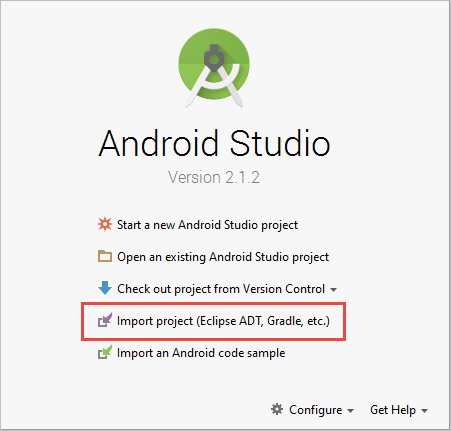 Android Studio
Version 2.1.2
Start a new Android Studio project
Open an existing Android Studio project
Check out project from Version Control
Import project (Eclipse ADT, Gradle, etc.)
Import an Android code sample
Configure Get Help